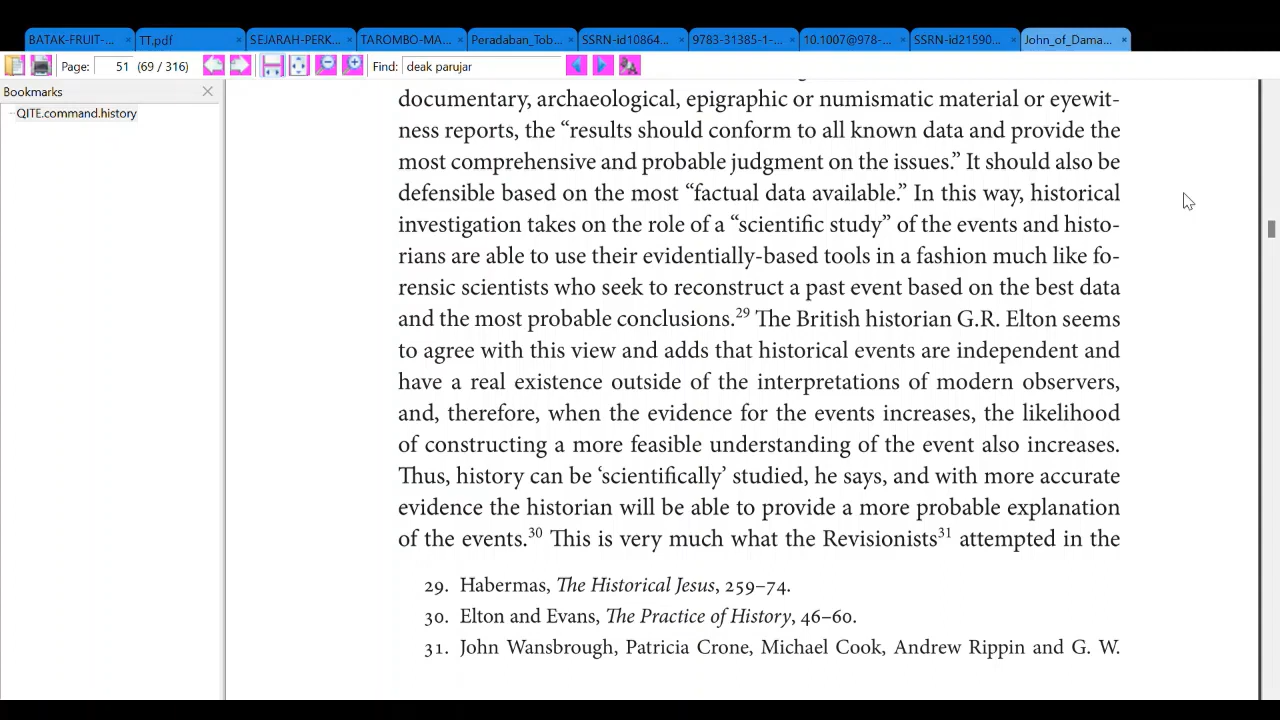 BATAK-FRUIT-...
TT.pdf
SEJARAH-PERK...
TAROMBO-MA...
Peradaban_Tob...
SSRN-id10864...
9783-31385-1-...
10.1007@978-...
SSRN-id21590...
John_of_Dama...
Page: 51 (69 / 316) Find: deak parujar
Bookmarks
QITE.command.history
documentary, archaeological, epigraphic or numismatic material or eyewit-
ness reports, the “results should conform to all known data and provide the
most comprehensive and probable judgment on the issues.” It should also be
defensible based on the most “factual data available.” In this way, historical
investigation takes on the role of a “scientific study” of the events and histo-
rians are able to use their evidentially-based tools in a fashion much like fo-
rensic scientists who seek to reconstruct a past event based on the best data
and the most probable conclusions.29 The British historian G.R. Elton seems
to agree with this view and adds that historical events are independent and
have a real existence outside of the interpretations of modern observers,
and, therefore, when the evidence for the events increases, the likelihood
of constructing a more feasible understanding of the event also increases.
Thus, history can be ‘scientifically’ studied, he says, and with more accurate
evidence the historian will be able to provide a more probable explanation
of the events.30 This is very much what the Revisionists31 attempted in the
29. Habermas, The Historical Jesus, 259–74.
30. Elton and Evans, The Practice of History, 46–60.
31. John Wansbrough, Patricia Crone, Michael Cook, Andrew Rippin and G. W.